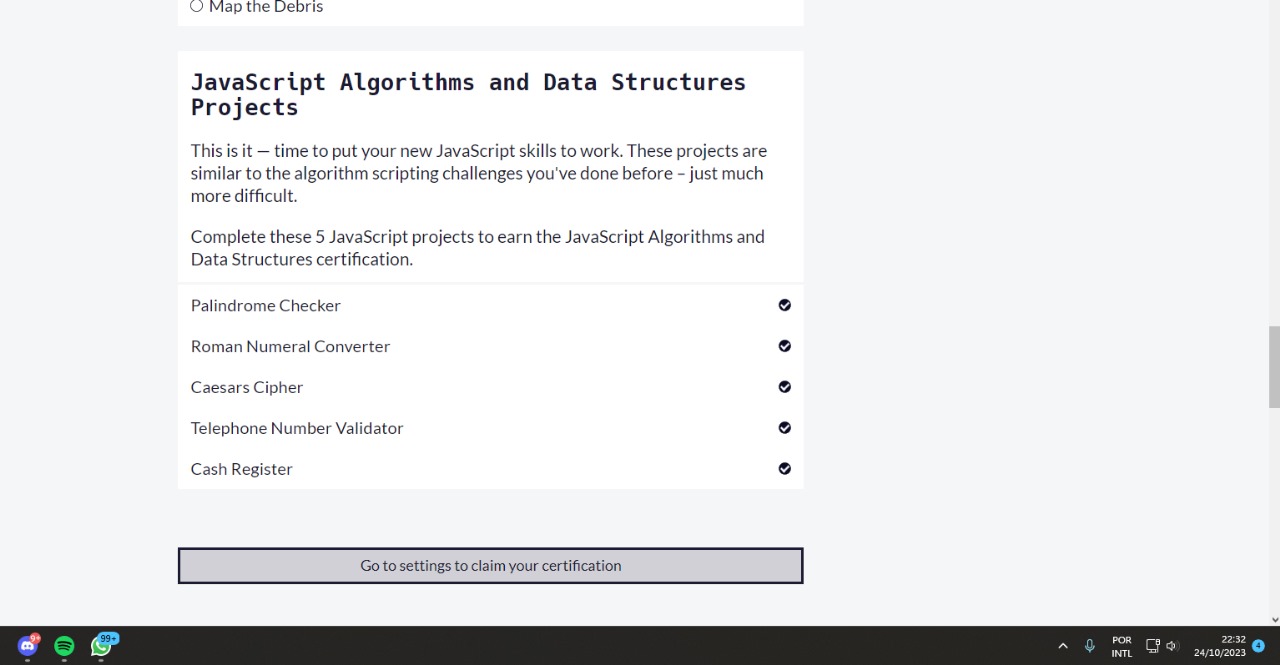 Map the Debris
JavaScript Algorithms and Data Structures
Projects
This is it — time to put your new JavaScript skills to work. These projects are
similar to the algorithm scripting challenges you've done before – just much
more difficult.
Complete these 5 JavaScript projects to earn the JavaScript Algorithms and
Data Structures certification.
Palindrome Checker
Roman Numeral Converter
Caesars Cipher
Telephone Number Validator
Cash Register
Go to settings to claim your certification
9+
99+
POR
INTL
22:32
24/10/2023
4